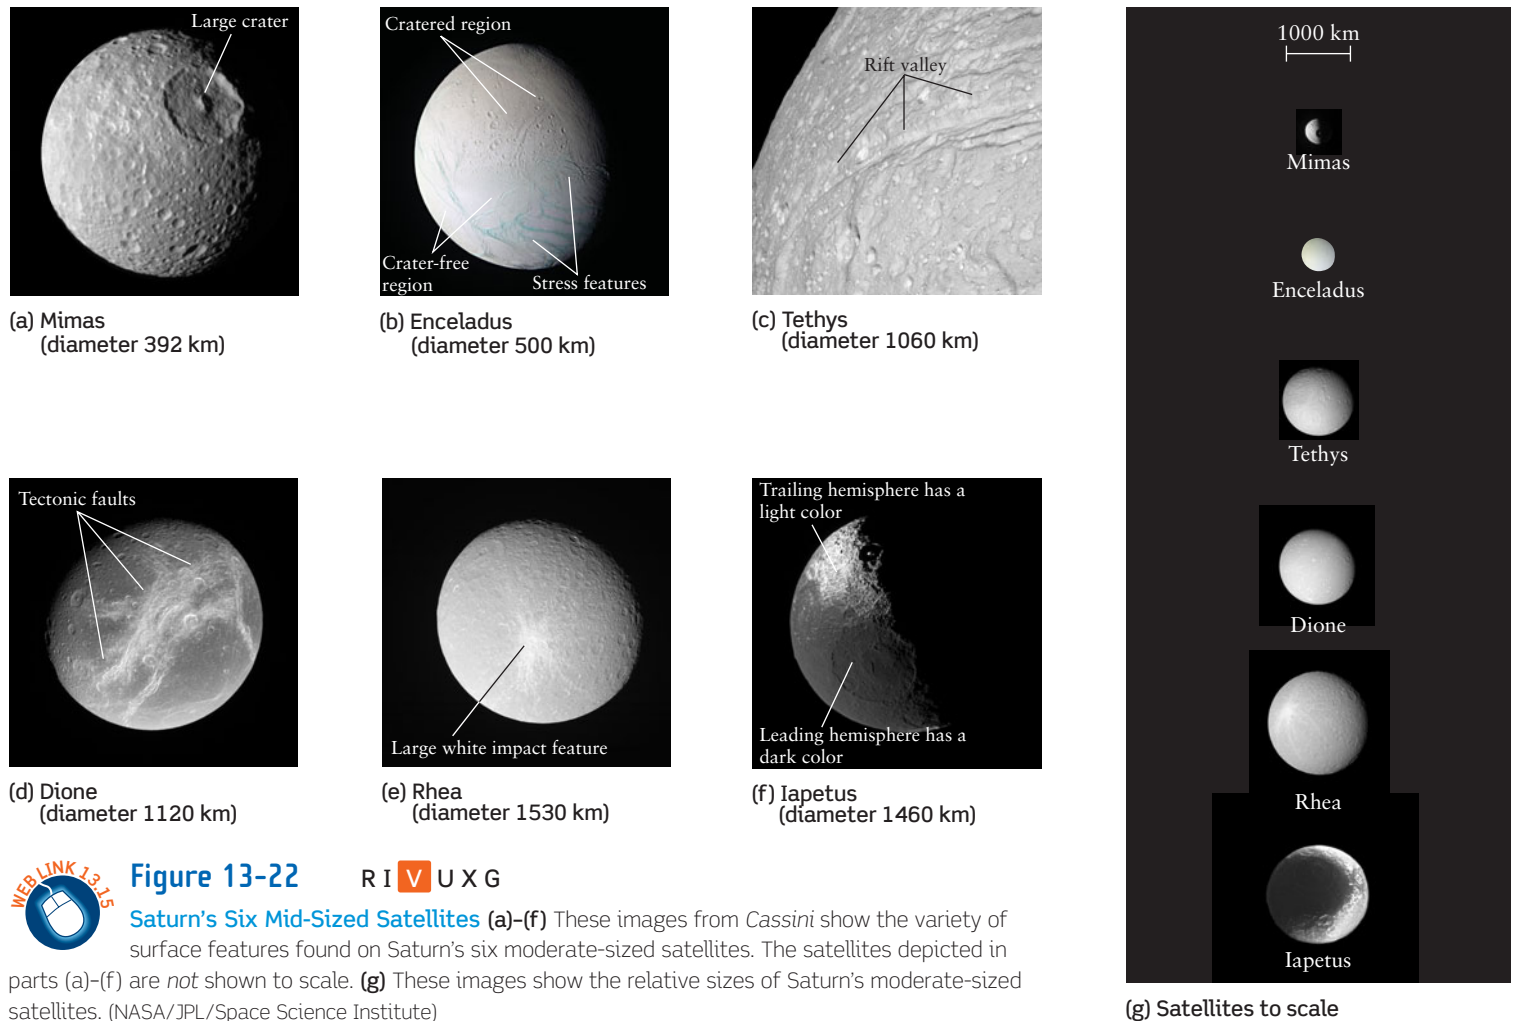 Large crater
(a) Mimas
(diameter 392 km)
Cratered region
Crater-free
region
Stress features
(b) Enceladus
(diameter 500 km)
Rift valley
(c) Tethys
(diameter 1060 km)
Tectonic faults
(d) Dione
(diameter 1120 km)
Large white impact feature
(e) Rhea
(diameter 1530 km)
Trailing hemisphere has a
light color
Leading hemisphere has a
dark color
(f) Iapetus
(diameter 1460 km)
1000 km
Mimas
Enceladus
Tethys
Dione
Rhea
Iapetus
(g) Satellites to scale
WEB LINK 13.15
Figure 13-22 R I V U X G
Saturn's Six Mid-Sized Satellites (a)–(f) These images from Cassini show the variety of
surface features found on Saturn's six moderate-sized satellites. The satellites depicted in
parts (a)–(f) are not shown to scale. (g) These images show the relative sizes of Saturn's moderate-sized
satellites. (NASA/JPL/Space Science Institute)